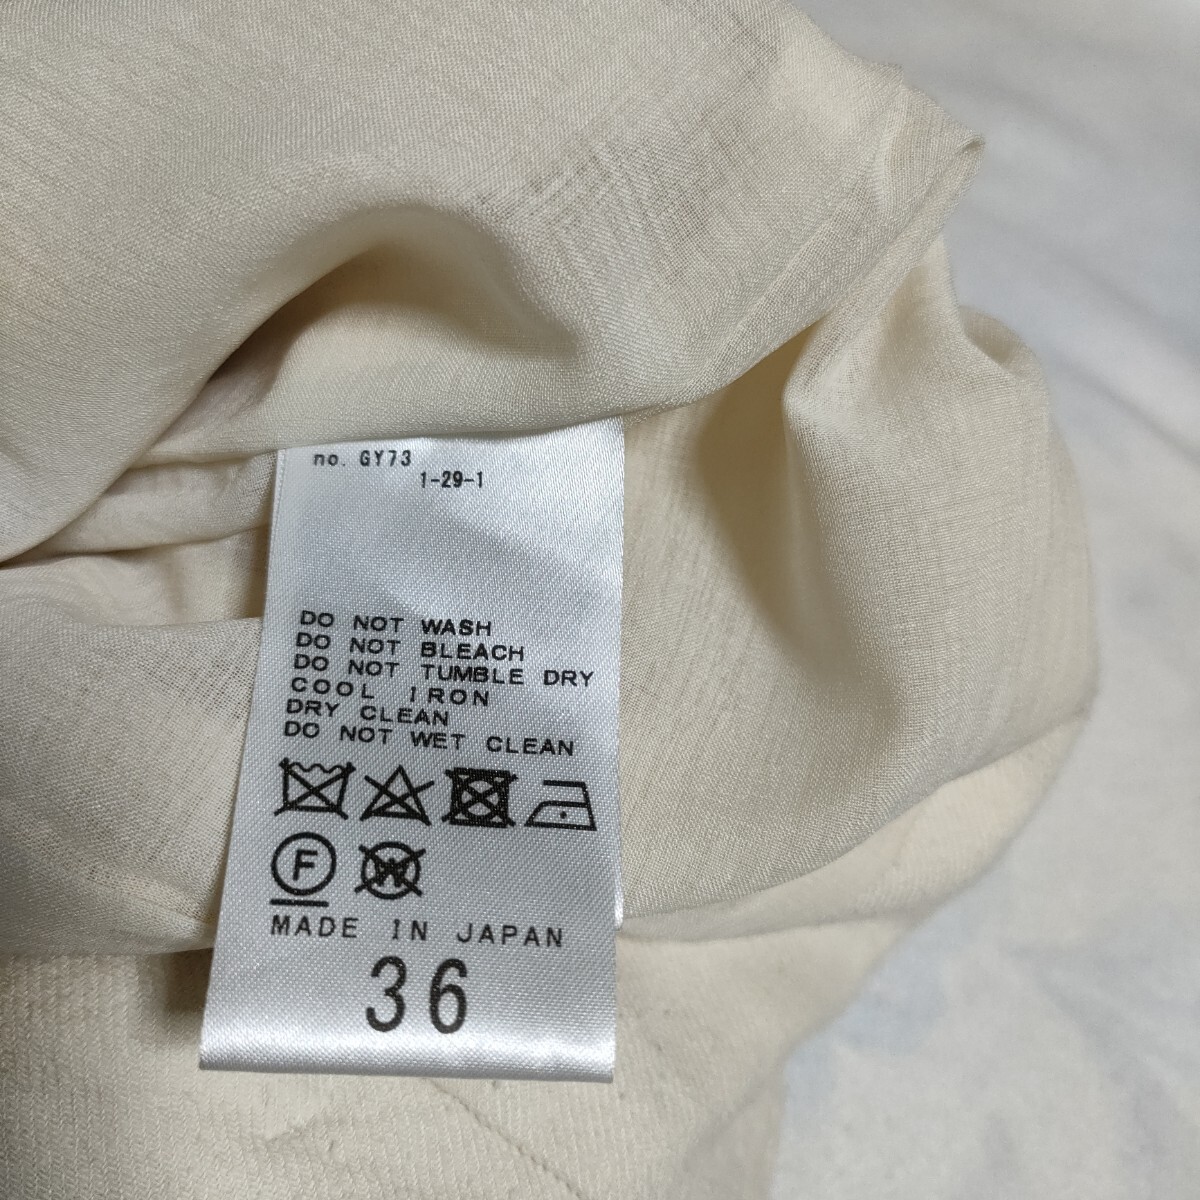 no. GY73
1-29-1
DO NOT WASH
DO NOT BLEACH
DO NOT TUMBLE DRY
COOL IRON
DRY CLEAN
DO NOT WET CLEAN
F W
MADE IN JAPAN
36